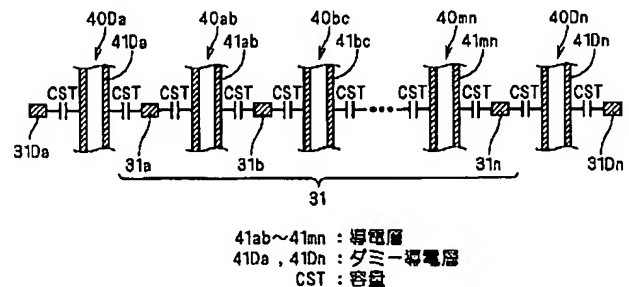 40Da 40ab 40bc 40mn 40Dn
41Da 41ab 41bc 41mn 41Dn
CST CST CST CST CST CST CST CST CST CST
31Da 31a 31b 31n 31Dn
31
41ab~41mn : 導電層
41Da , 41Dn : ダミー導電層
CST : 容量